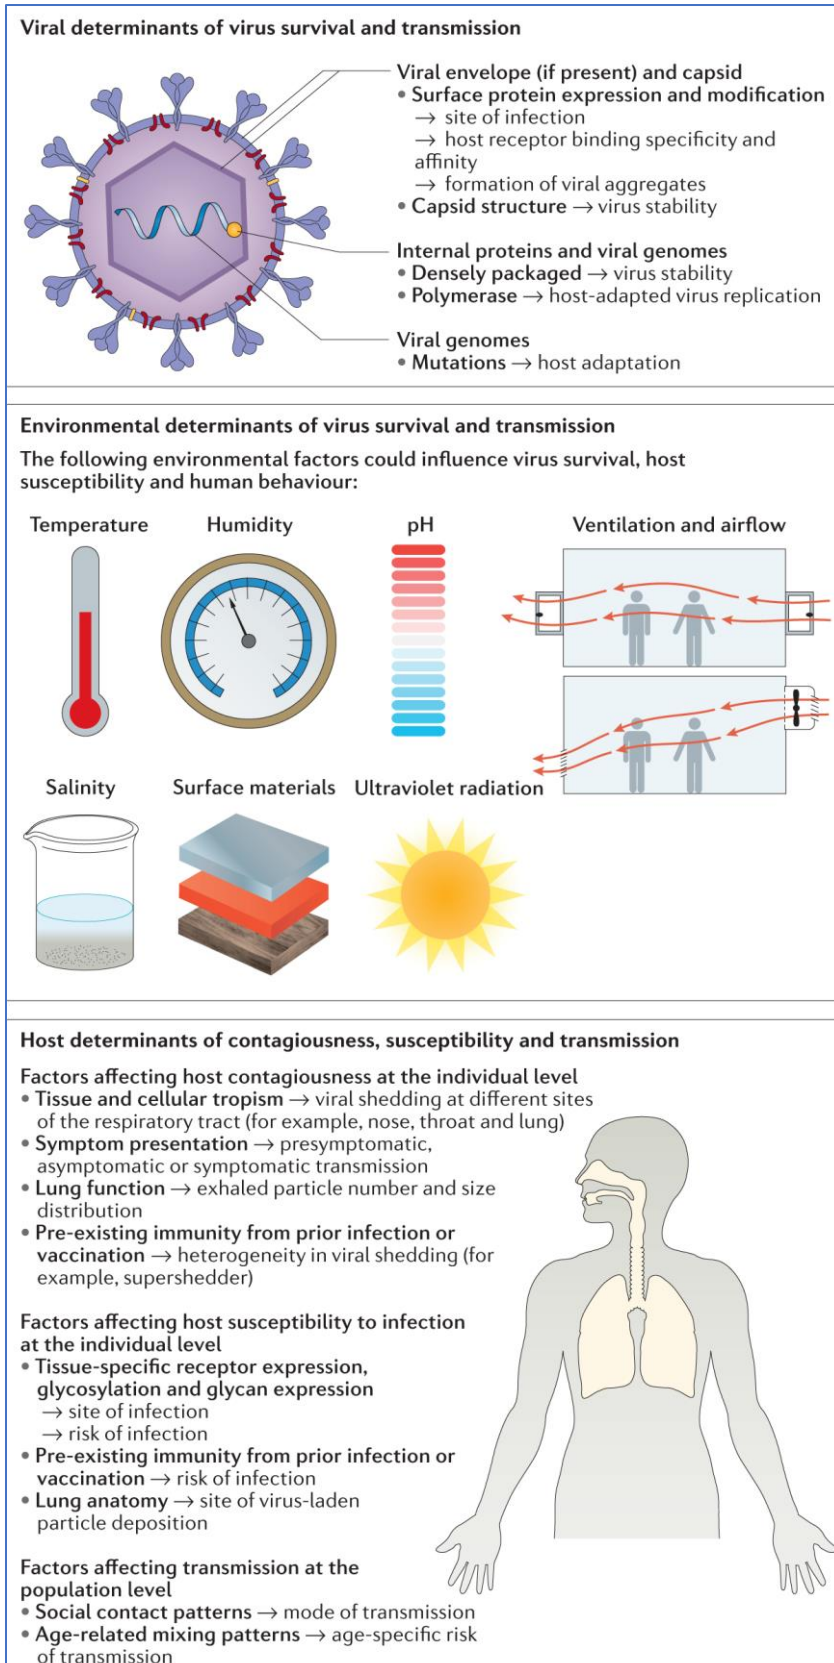 Viral determinants of virus survival and transmission
Viral envelope (if present) and capsid
• Surface protein expression and modification
→ site of infection
→ host receptor binding specificity and
affinity
→ formation of viral aggregates
• Capsid structure → virus stability
Internal proteins and viral genomes
• Densely packaged → virus stability
• Polymerase → host-adapted virus replication
Viral genomes
• Mutations → host adaptation
Environmental determinants of virus survival and transmission
The following environmental factors could influence virus survival, host
susceptibility and human behaviour:
Temperature
Humidity
pH
Ventilation and airflow
Salinity
Surface materials
Ultraviolet radiation
Host determinants of contagiousness, susceptibility and transmission
Factors affecting host contagiousness at the individual level
• Tissue and cellular tropism → viral shedding at different sites
of the respiratory tract (for example, nose, throat and lung)
• Symptom presentation → presymptomatic,
asymptomatic or symptomatic transmission
• Lung function → exhaled particle number and size
distribution
• Pre-existing immunity from prior infection or
vaccination → heterogeneity in viral shedding (for
example, supershedder)
Factors affecting host susceptibility to infection
at the individual level
• Tissue-specific receptor expression,
glycosylation and glycan expression
→ site of infection
→ risk of infection
• Pre-existing immunity from prior infection or
vaccination → risk of infection
• Lung anatomy → site of virus-laden
particle deposition
Factors affecting transmission at the
population level
• Social contact patterns → mode of transmission
• Age-related mixing patterns → age-specific risk
of transmission